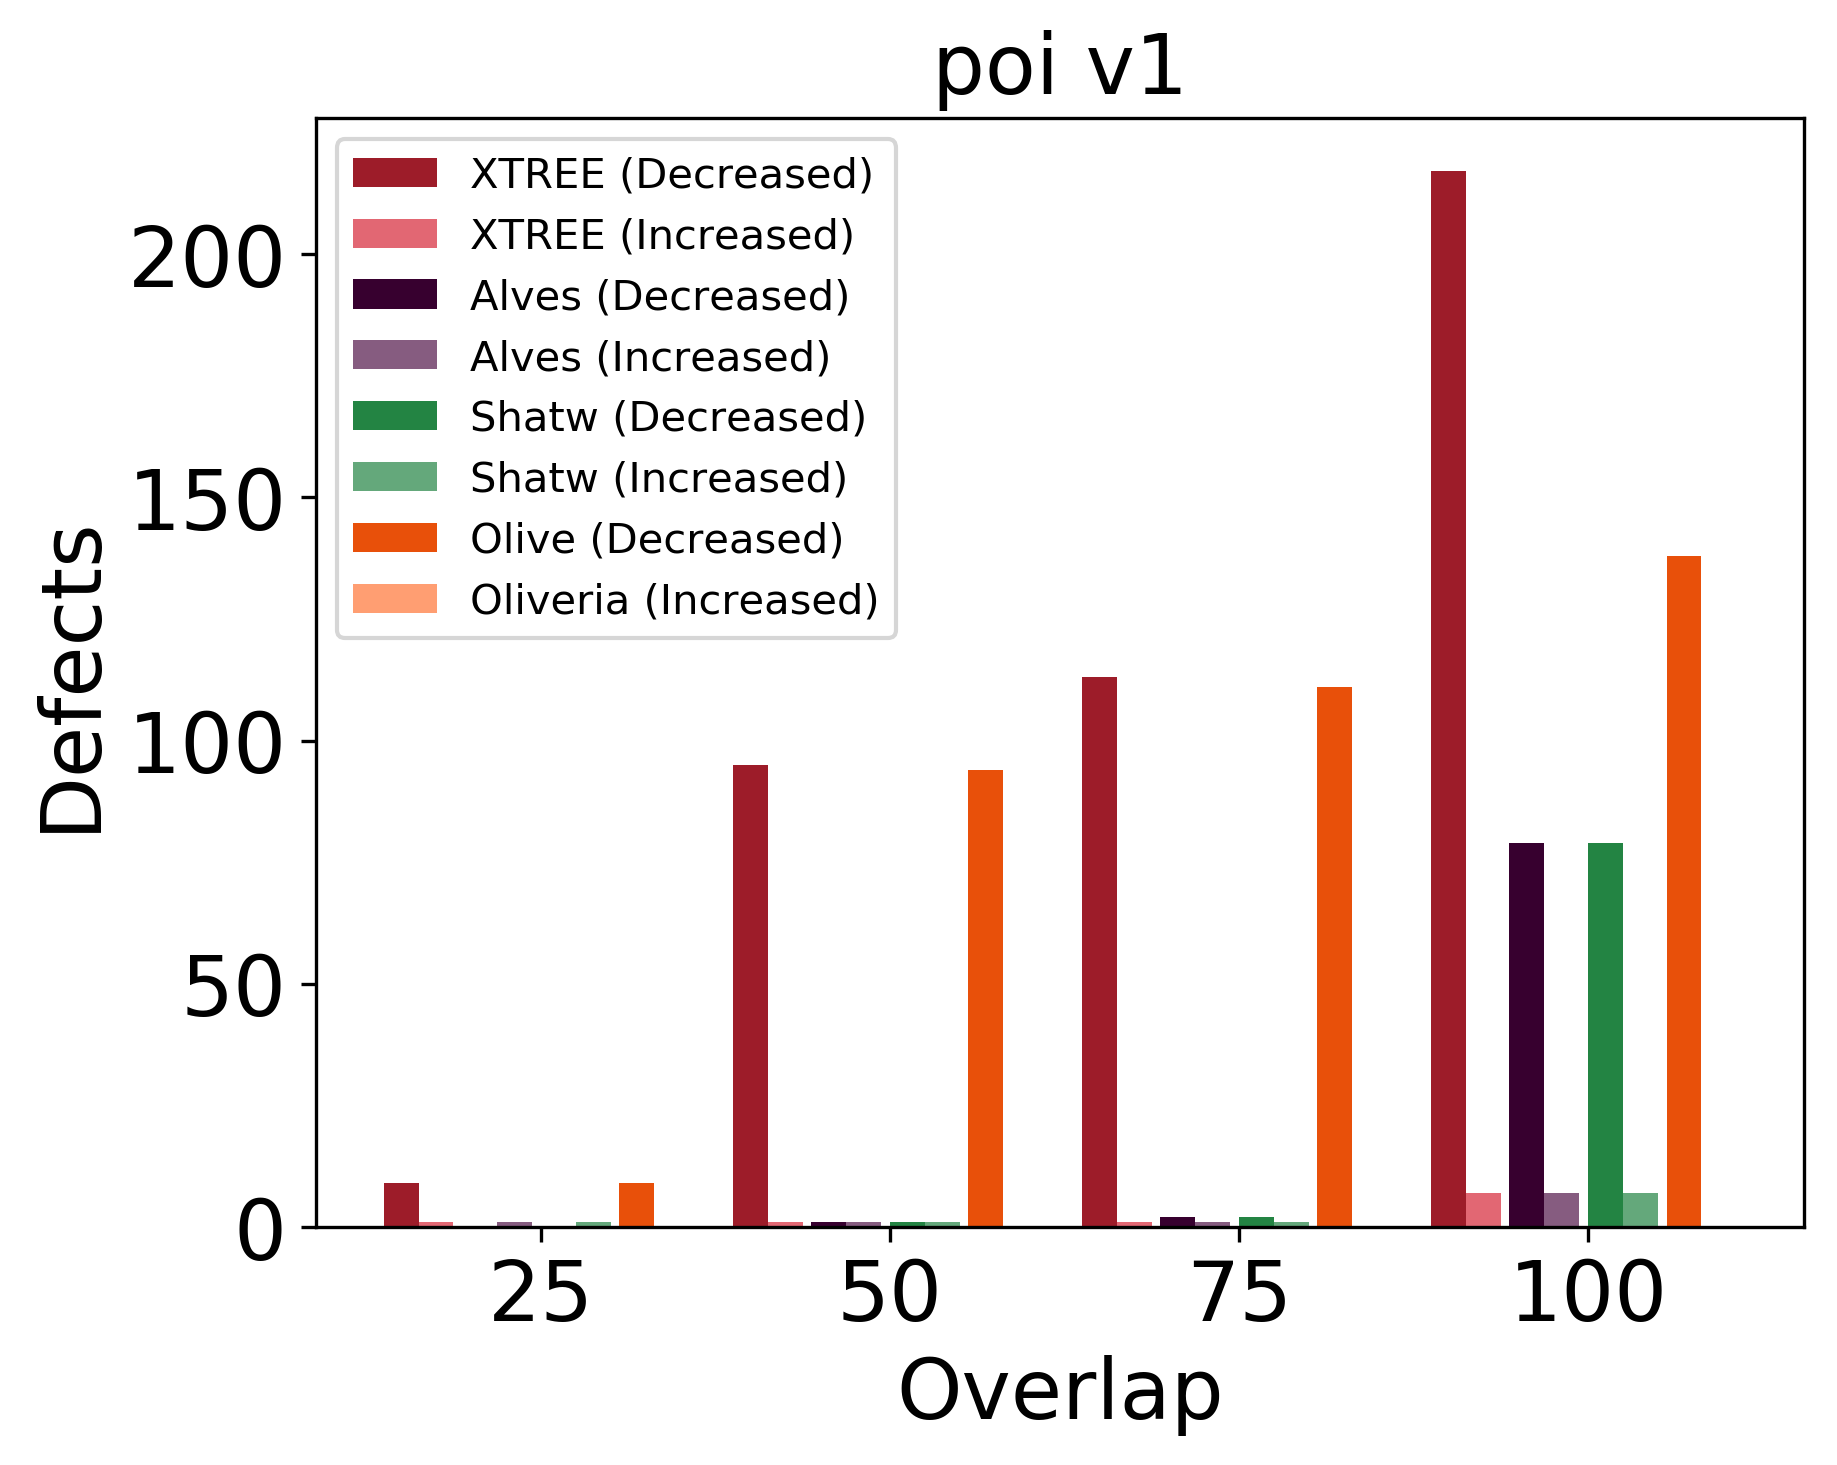 poi v1
XTREE (Decreased)
XTREE (Increased)
Alves (Decreased)
Alves (Increased)
Shatw (Decreased)
Shatw (Increased)
Olive (Decreased)
Oliveria (Increased)
Defects
200
150
100
50
0
25 50 75 100
Overlap